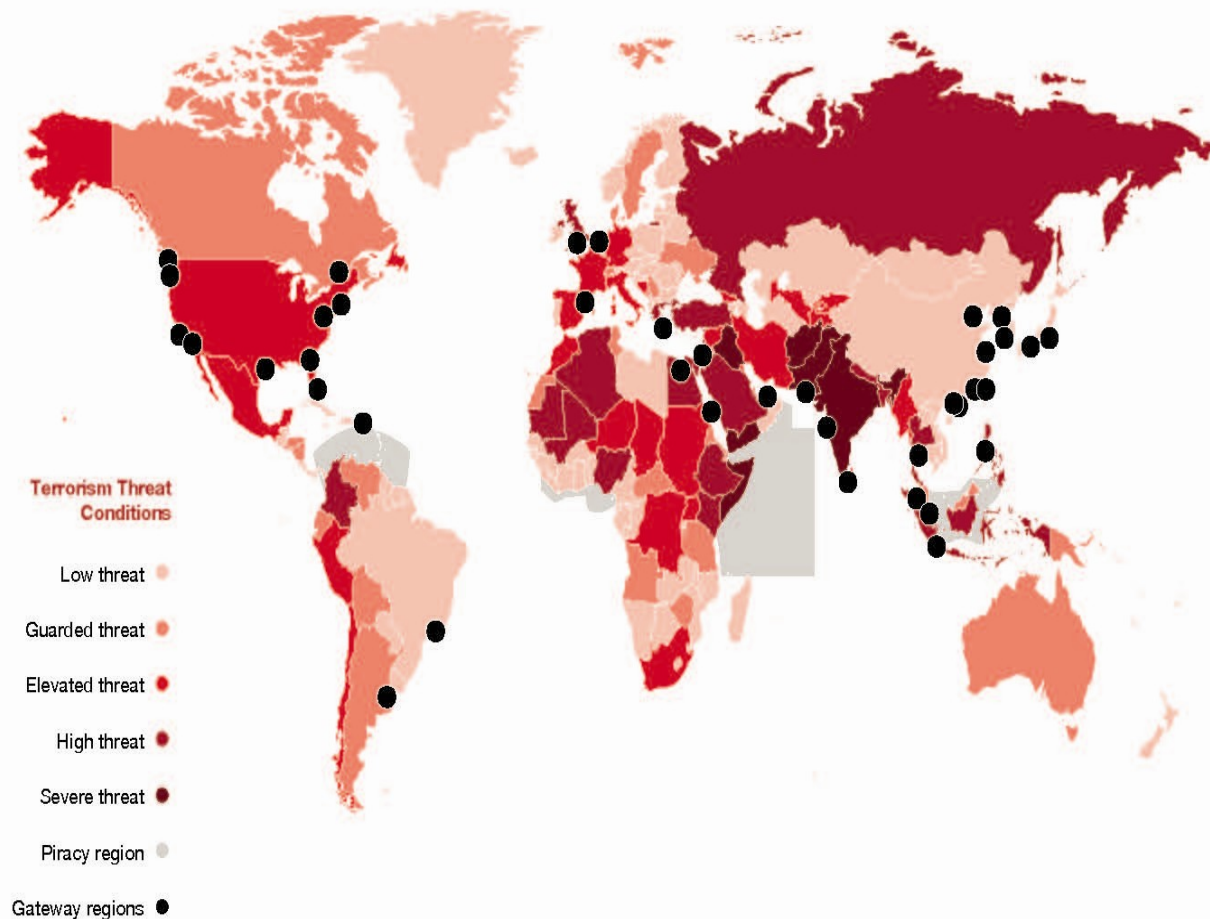 Terrorism Threat
Conditions
Low threat
Guarded threat
Elevated threat
High threat
Severe threat
Piracy region
Gateway regions